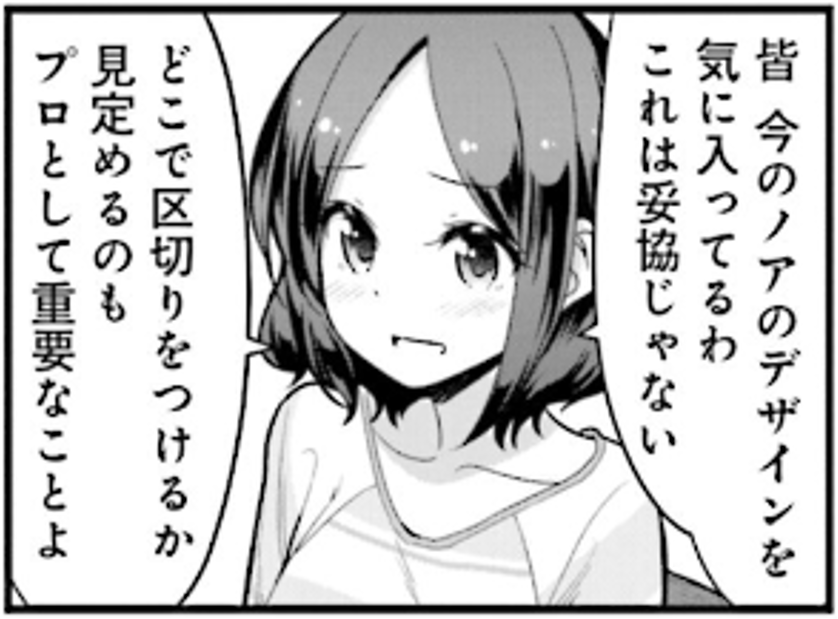 皆 今のノアのデザインを
気に入ってるわ
これは妥協じゃない
どこで区切りをつけるか
見定めるのも
プロとして重要なことよ